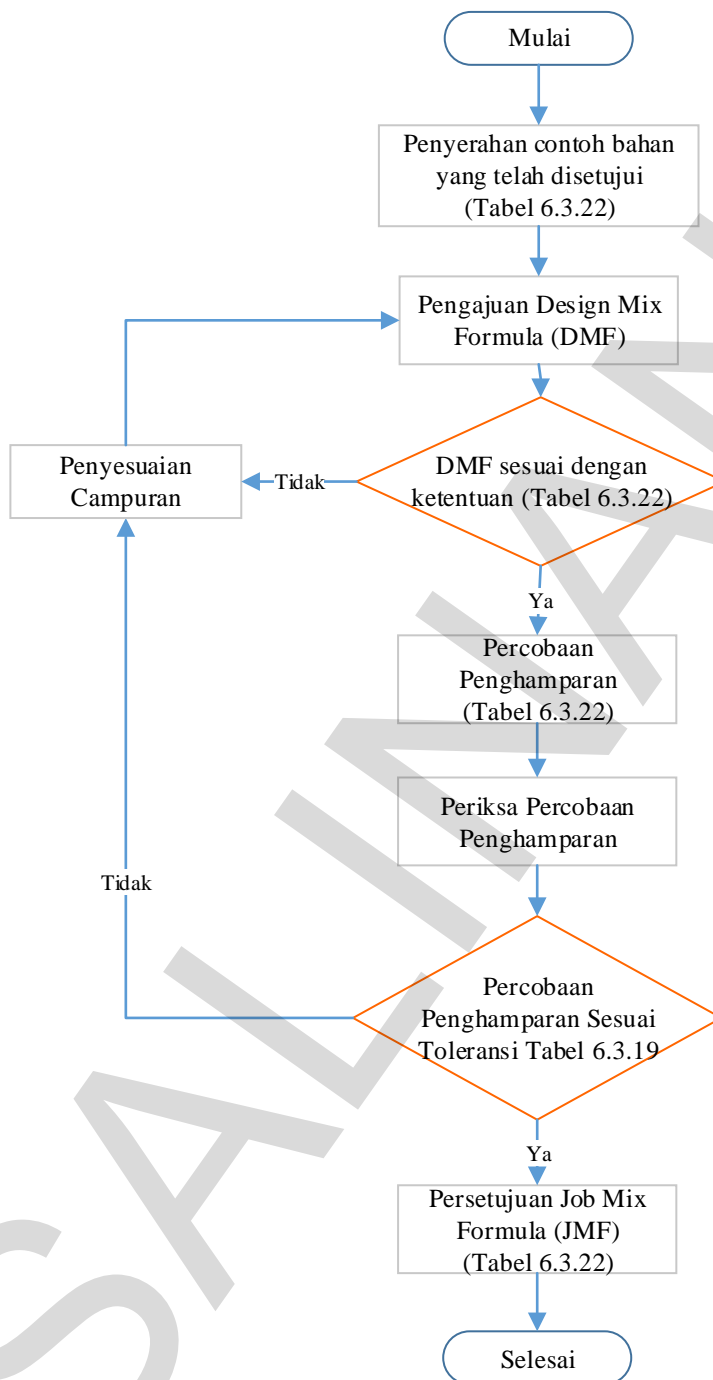 Mulai
Penyerahan contoh bahan
yang telah disetujui
(Tabel 6.3.22)
Pengajuan Design Mix
Formula (DMF)
Penyesuaian
Campuran
Tidak
DMF sesuai dengan
ketentuan (Tabel 6.3.22)
Ya
Percobaan
Penghamparan
(Tabel 6.3.22)
Periksa Percobaan
Penghamparan
Tidak
Percobaan
Penghamparan Sesuai
Toleransi Tabel 6.3.19
Ya
Persetujuan Job Mix
Formula (JMF)
(Tabel 6.3.22)
Selesai
SALINAN